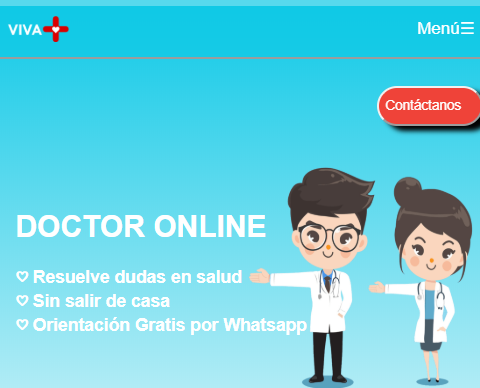 VIVA
Menú☰
Contáctanos
DOCTOR ONLINE
Resuelve dudas en salud
Sin salir de casa
Orientación Gratis por Whatsapp